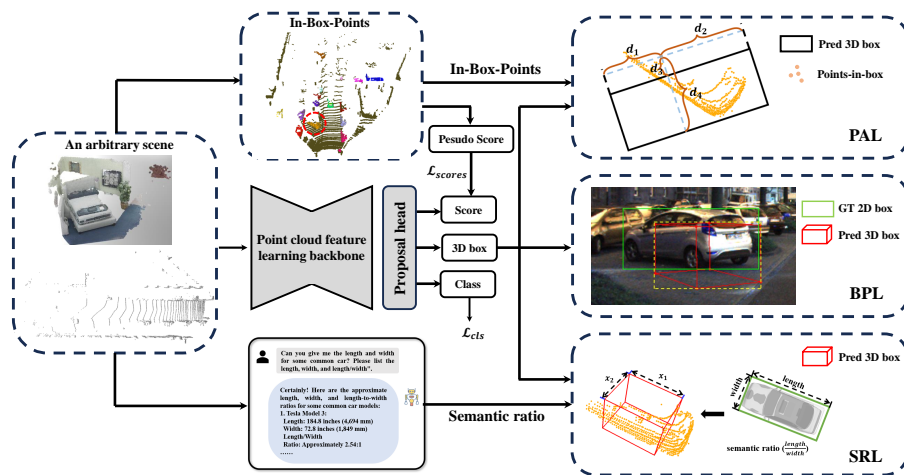 In-Box-Points
An arbitrary scene
In-Box-Points
Pesudo Score
ℒscores
Point cloud feature
learning backbone
Proposal head
Score
3D box
Class
ℒcls
Can you give me the length and width
for some common car? Please list the
length, width, and length/width".
Certainly! Here are the approximate
length, width, and length-to-width
ratios for some common car models:
1. Tesla Model 3:
Length: 184.8 inches (4,694 mm)
Width: 72.8 inches (1,849 mm)
Length/Width
Ratio: Approximately 2.54:1
......
Semantic ratio
d1
d2
d3
d4
Pred 3D box
Points-in-box
PAL
GT 2D box
Pred 3D box
BPL
Pred 3D box
x2
x1
width
length
semantic ratio (length/width)
SRL